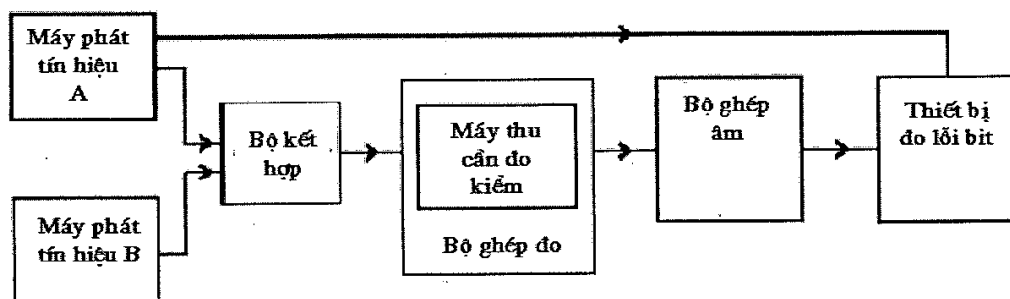 Máy phát
tín hiệu
A
Bộ kết
hợp
Máy thu
cần đo
kiểm
Bộ ghép đo
Bộ ghép
âm
Thiết bị
đo lỗi bit
Máy phát
tín hiệu B